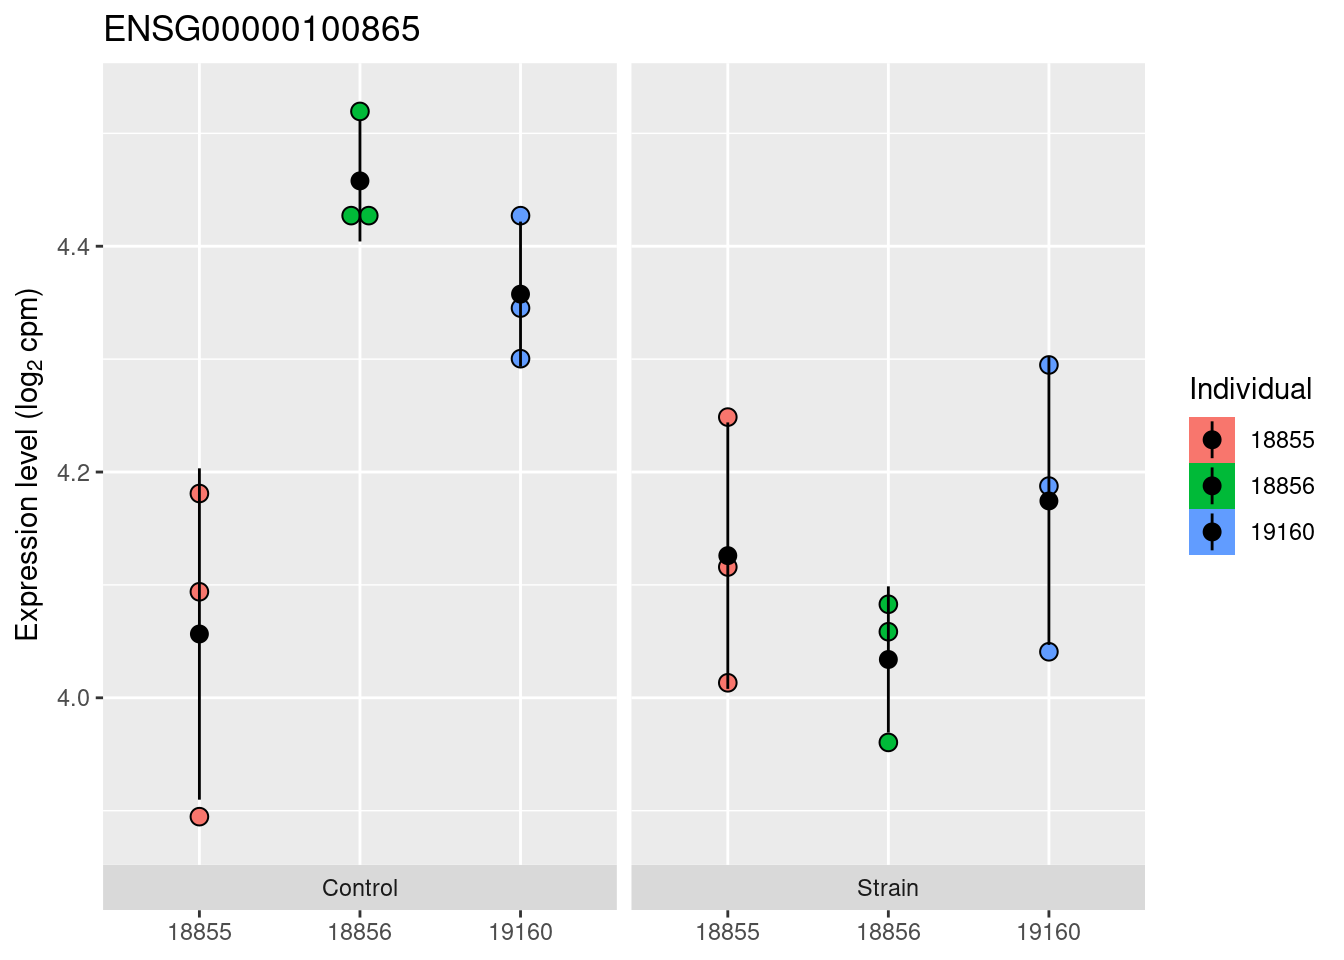 ENSG00000100865
Expression level (log₂ cpm)
4.4
4.2
4.0
Control
Strain
18855
18856
19160
18855
18856
19160
Individual
18855
18856
19160